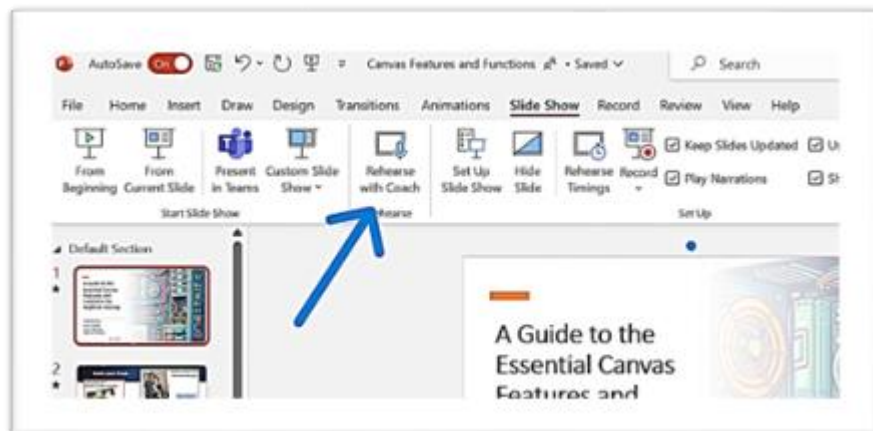 AutoSave On Canvas Features and Functions • Saved Search
File Home Insert Draw Design Transitions Animations Slide Show Record Review View Help
From Beginning
From Current Slide
Present in Teams
Custom Slide Show
Rehearse with Coach
Set Up Slide Show
Hide Slide
Rehearse Timings
Record
Keep Slides Updated
Play Narrations
Start Slide Show
Set Up
Default Section
1
2
A Guide to the
Essential Canvas
Features and